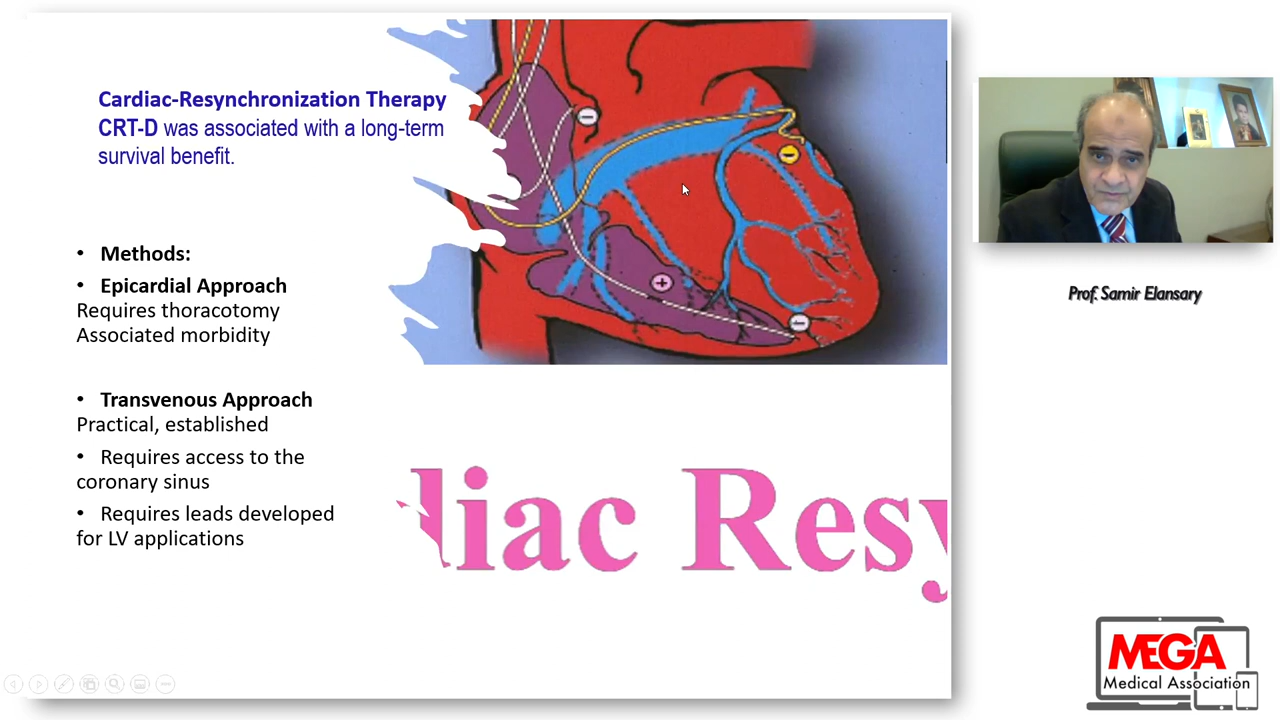 Cardiac-Resynchronization Therapy
CRT-D was associated with a long-term
survival benefit.
• Methods:
• Epicardial Approach
Requires thoracotomy
Associated morbidity
• Transvenous Approach
Practical, established
• Requires access to the
coronary sinus
• Requires leads developed
for LV applications
diac Resy
Prof. Samir Elansary
MEGA
Medical Association